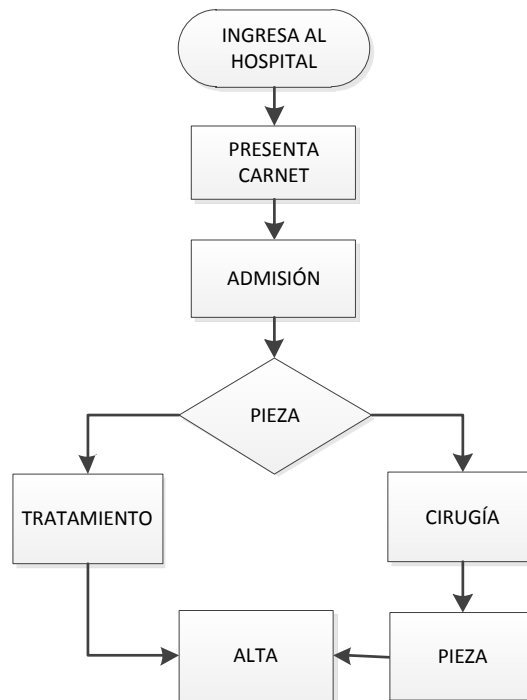 INGRESA AL
HOSPITAL
PRESENTA
CARNET
ADMISIÓN
PIEZA
TRATAMIENTO
CIRUGÍA
ALTA
PIEZA